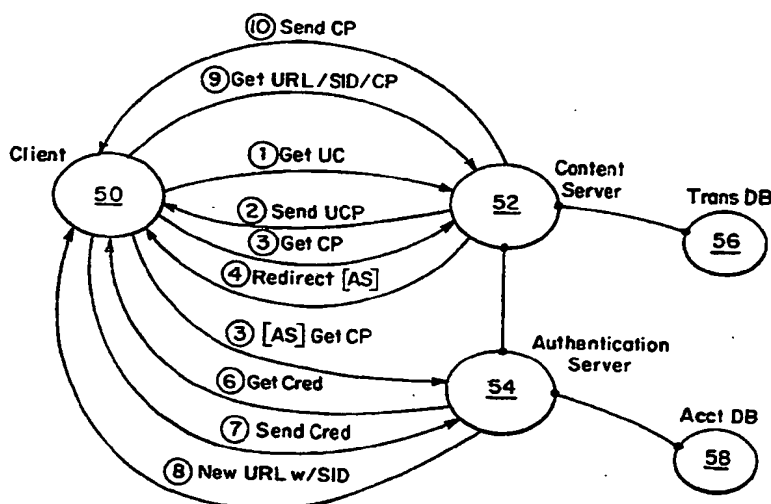 ⑩ Send CP
⑨ Get URL/SID/CP
Client
① Get UC
Content
Server
Trans DB
50
52
② Send UCP
56
③ Get CP
④ Redirect [AS]
③ [AS] Get CP
Authentication
Server
⑥ Get Cred
54
Acct DB
⑦ Send Cred
58
⑧ New URL w/SID